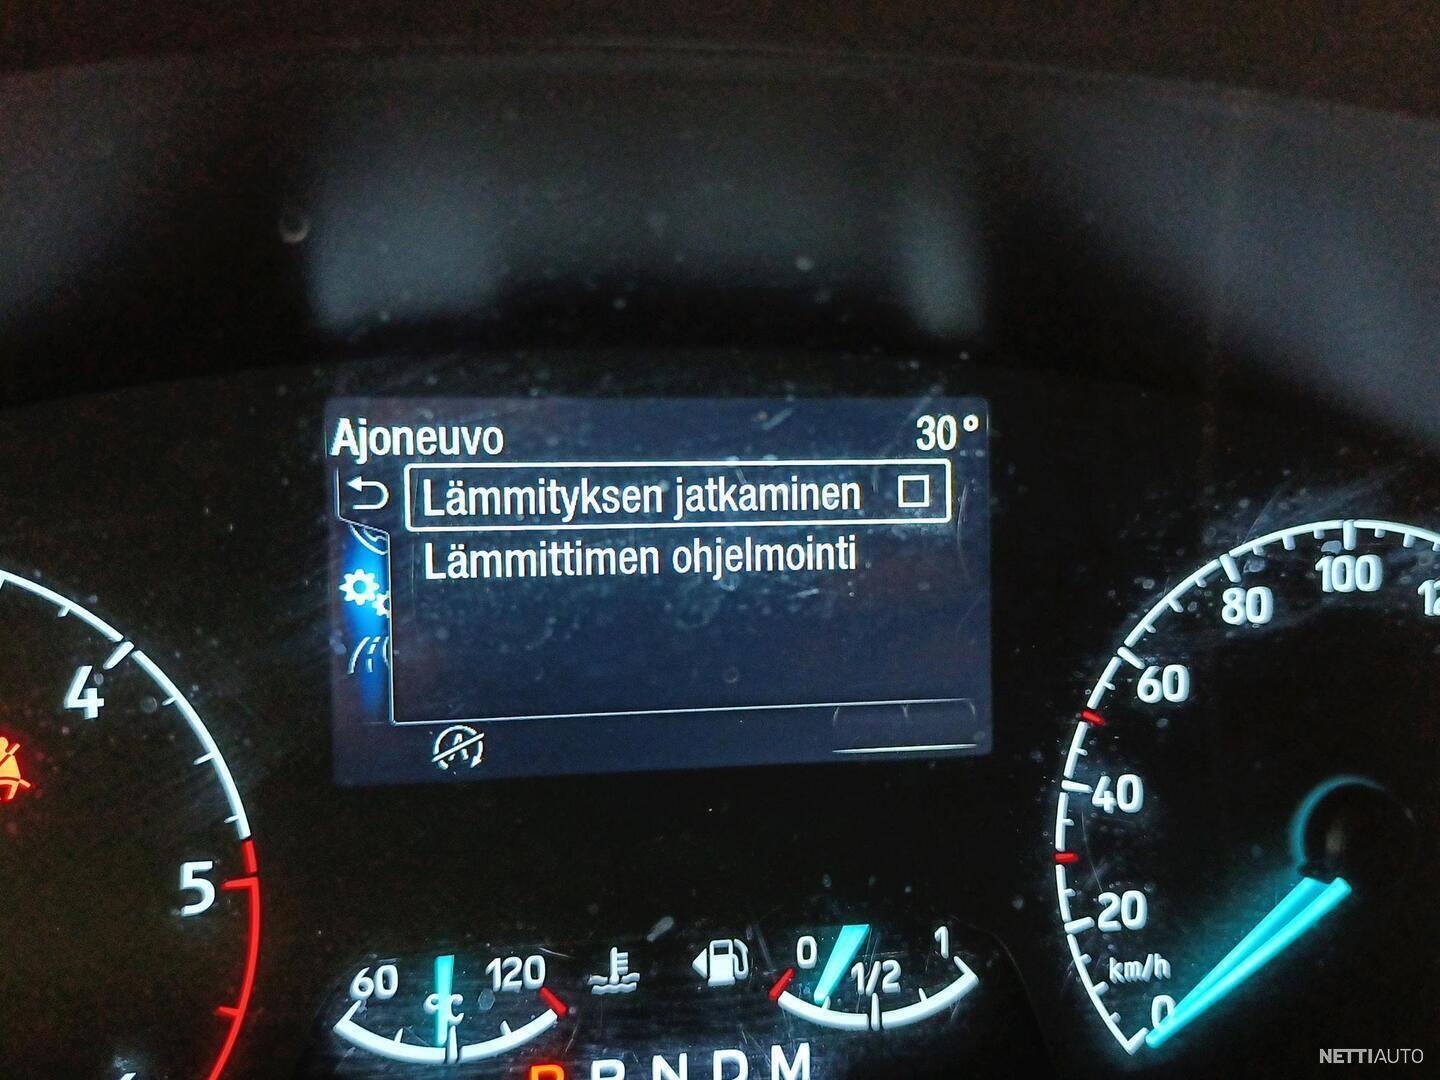 Ajoneuvo 30°
Lämmityksen jatkaminen
Lämmittimen ohjelmointi
4
5
60 °C 120
0 1/2 1
P R N D M
100
80
60
40
20
km/h
0
NETTIAUTO